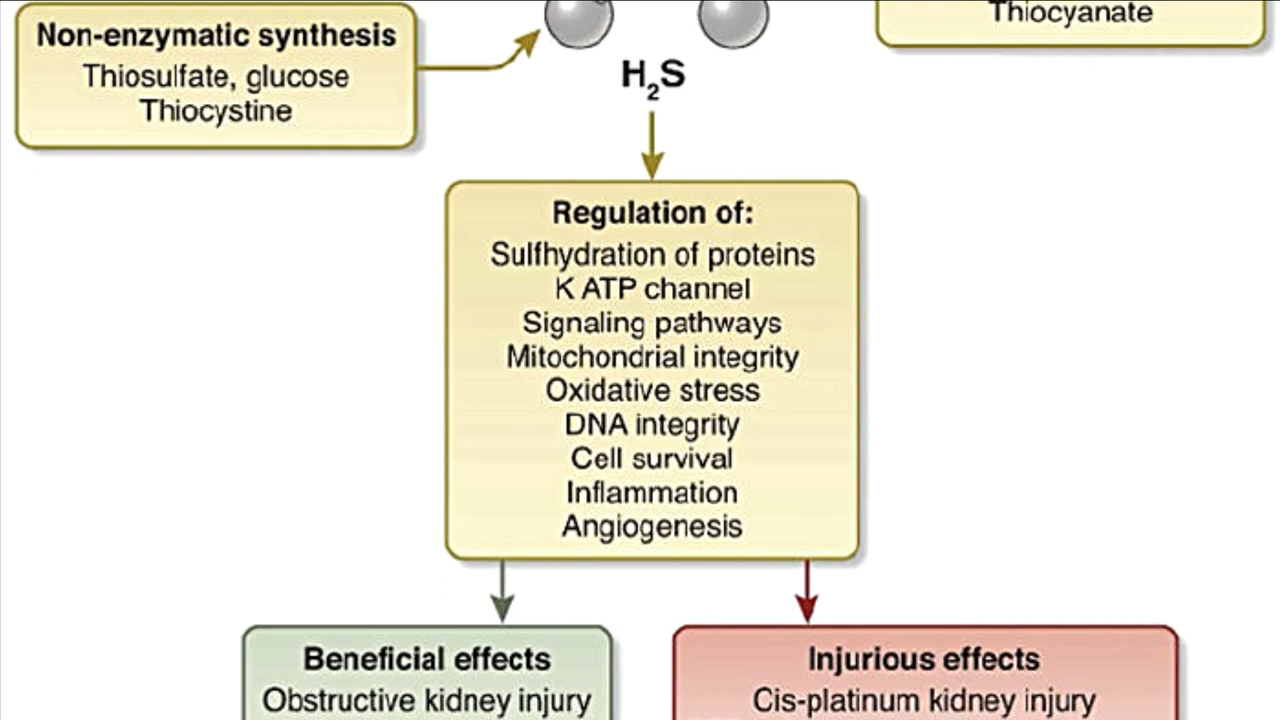 Non-enzymatic synthesis
Thiosulfate, glucose
Thiocystine
Thiocyanate
H₂S
Regulation of:
Sulfhydration of proteins
K ATP channel
Signaling pathways
Mitochondrial integrity
Oxidative stress
DNA integrity
Cell survival
Inflammation
Angiogenesis
Beneficial effects
Obstructive kidney injury
Injurious effects
Cis-platinum kidney injury